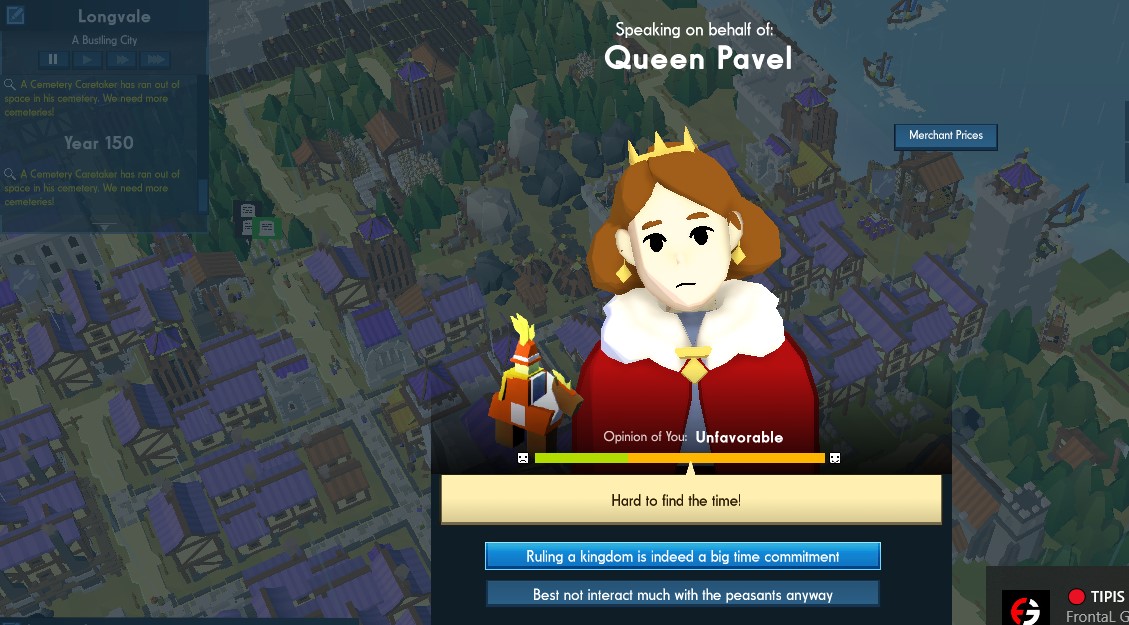 Longvale
A Bustling City
A Cemetery Caretaker has ran out of
space in his cemetery. We need more
cemeteries!
Year 150
A Cemetery Caretaker has ran out of
space in his cemetery. We need more
cemeteries!
Speaking on behalf of:
Queen Pavel
Merchant Prices
Opinion of You: Unfavorable
Hard to find the time!
Ruling a kingdom is indeed a big time commitment
Best not interact much with the peasants anyway
TIPIS
FrontaL G